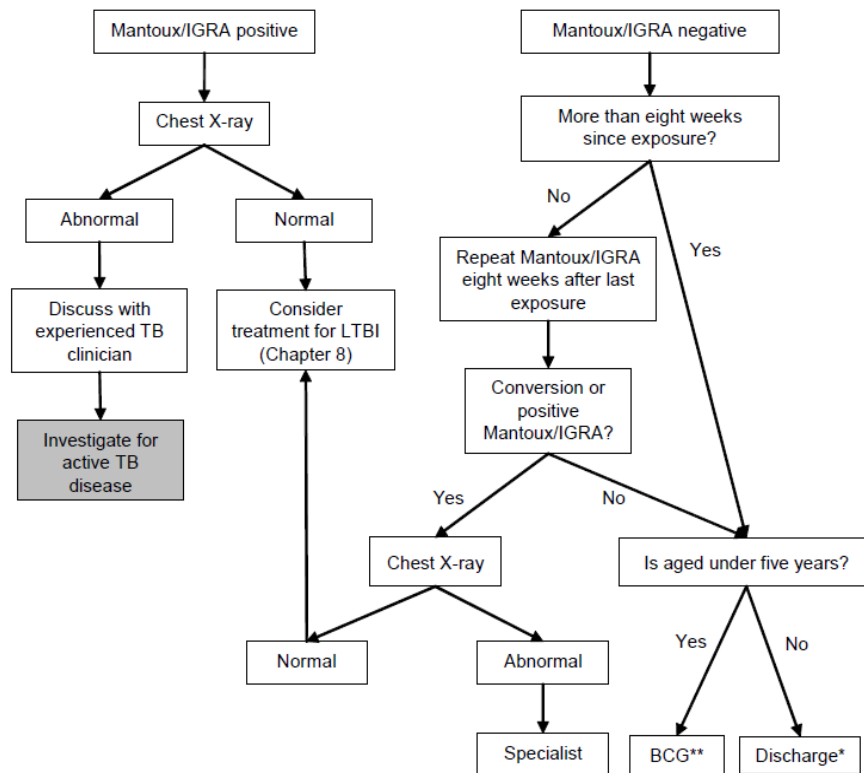 Mantoux/IGRA positive
Mantoux/IGRA negative
Chest X-ray
More than eight weeks
since exposure?
No
Yes
Abnormal
Normal
Repeat Mantoux/IGRA
eight weeks after last
exposure
Discuss with
experienced TB
clinician
Consider
treatment for LTBI
(Chapter 8)
Conversion or
positive
Mantoux/IGRA?
Investigate for
active TB
disease
Yes
No
Chest X-ray
Is aged under five years?
Normal
Abnormal
Yes
No
Specialist
BCG**
Discharge*